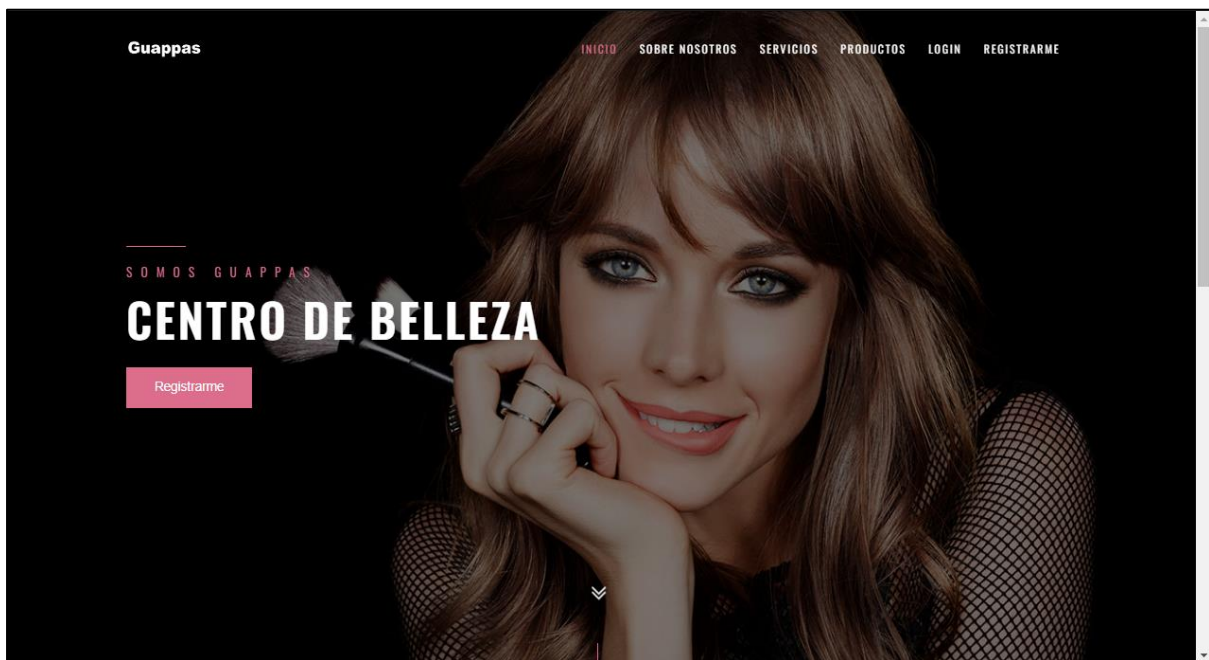 Guappas
INICIO SOBRE NOSOTROS SERVICIOS PRODUCTOS LOGIN REGISTRARME
SOMOS GUAPPAS
CENTRO DE BELLEZA
Registrarme